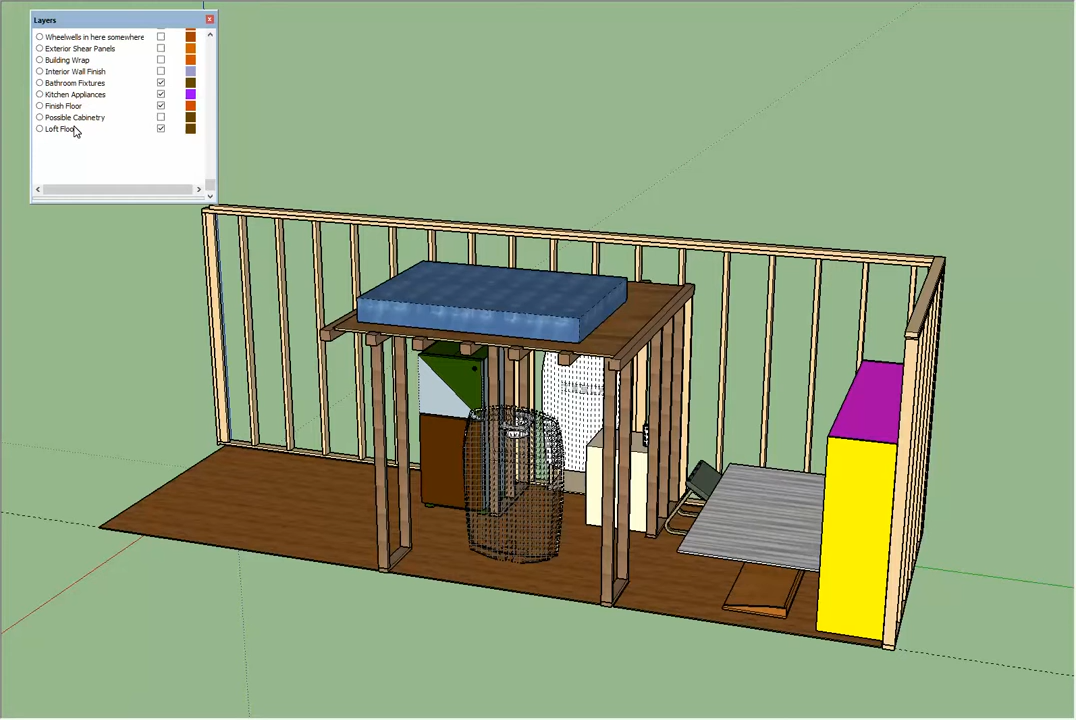 Layers
Wheelwells in here somewhere
Exterior Shear Panels
Building Wrap
Interior Wall Finish
Bathroom Fixtures
Kitchen Appliances
Finish Floor
Possible Cabinetry
Loft Floor